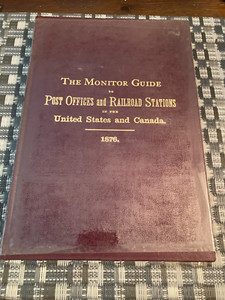 The Monitor Guide
to
Post Offices and Railroad Stations
in the
United States and Canada.
1876.